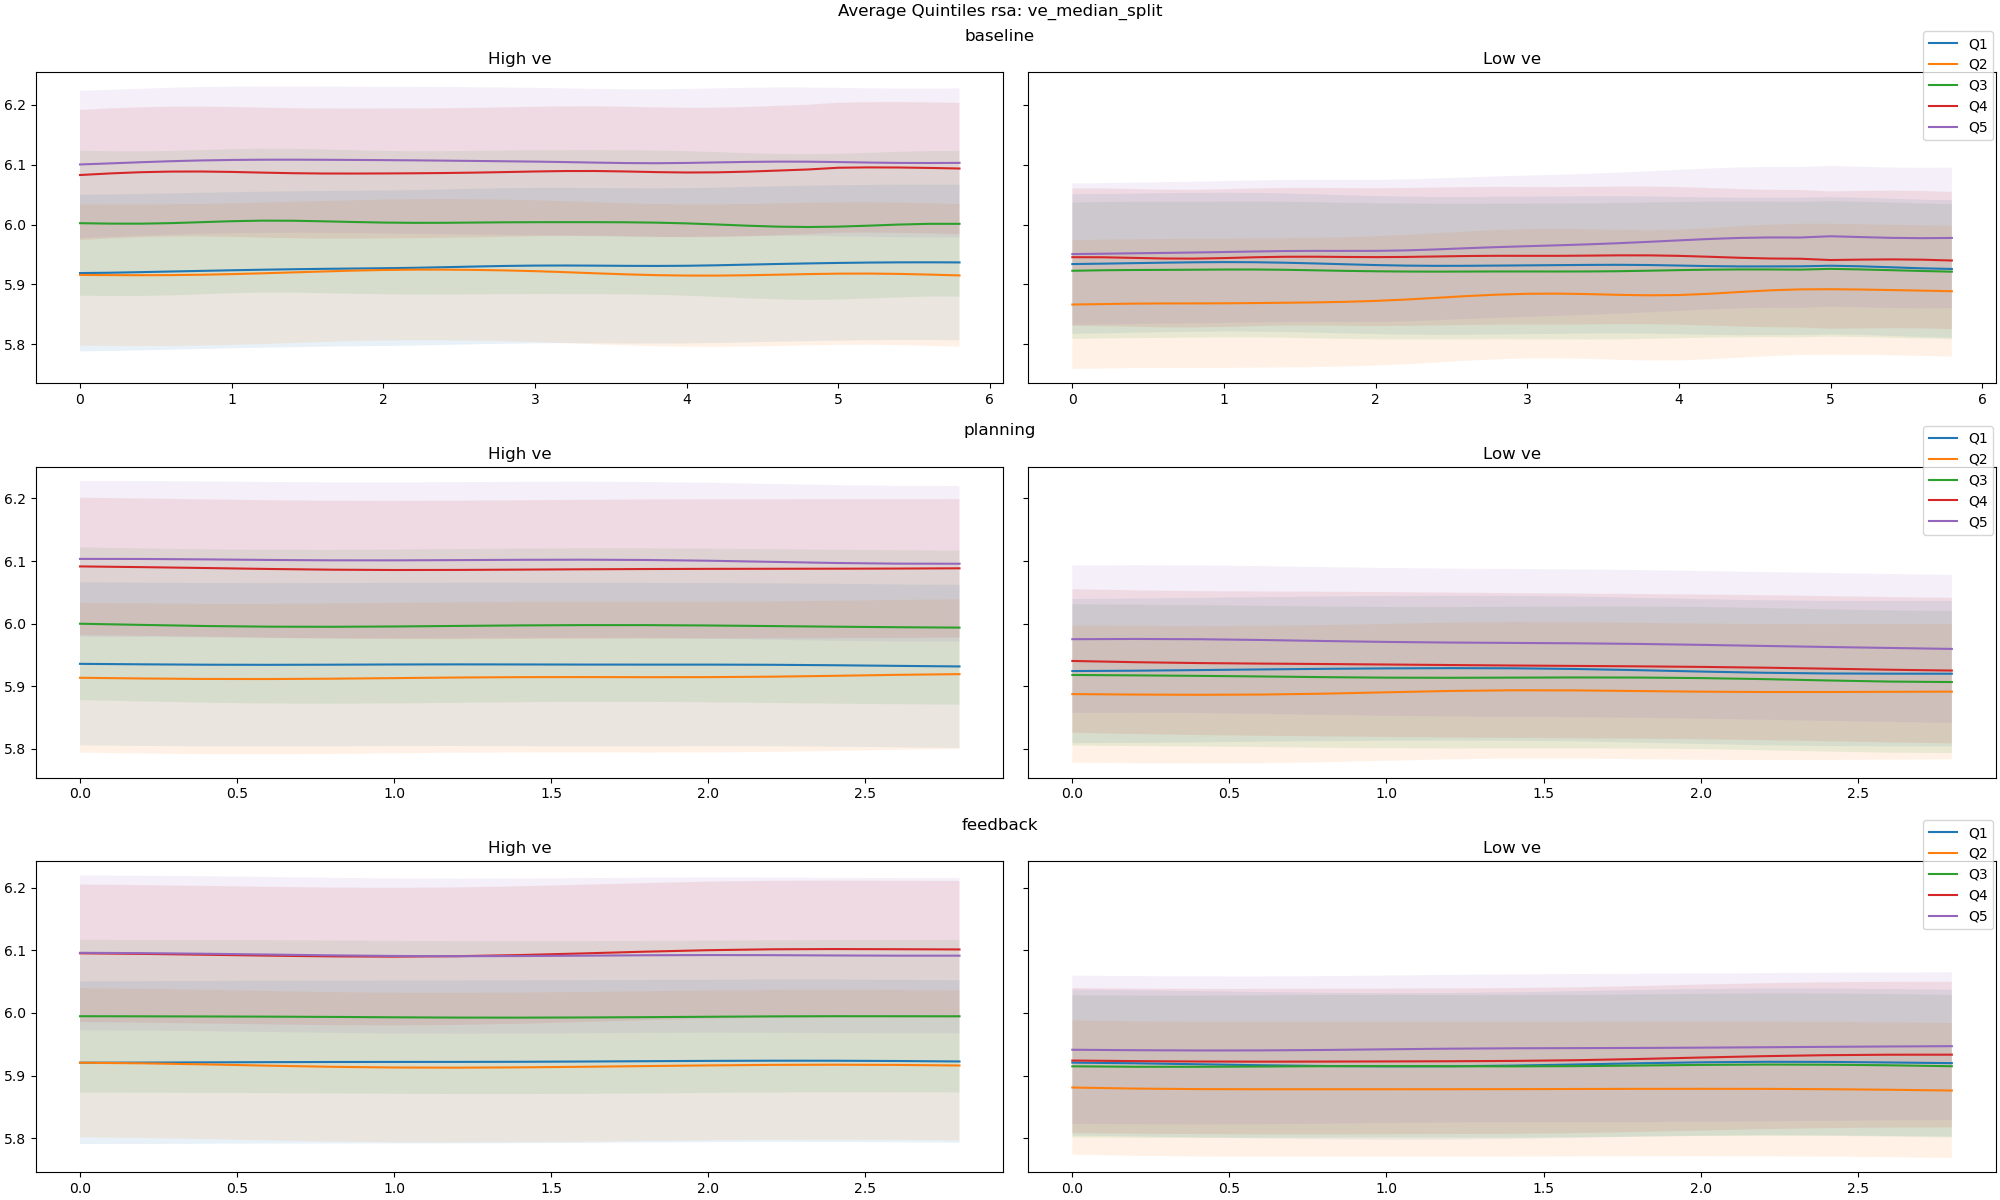 Average Quintiles rsa: ve_median_split
baseline
High ve
Low ve
Q1
Q2
Q3
Q4
Q5
6.2
6.1
6.0
5.9
5.8
0 1 2 3 4 5 6
0 1 2 3 4 5 6
planning
High ve
Low ve
Q1
Q2
Q3
Q4
Q5
6.2
6.1
6.0
5.9
5.8
0.0 0.5 1.0 1.5 2.0 2.5
0.0 0.5 1.0 1.5 2.0 2.5
feedback
High ve
Low ve
Q1
Q2
Q3
Q4
Q5
6.2
6.1
6.0
5.9
5.8
0.0 0.5 1.0 1.5 2.0 2.5
0.0 0.5 1.0 1.5 2.0 2.5